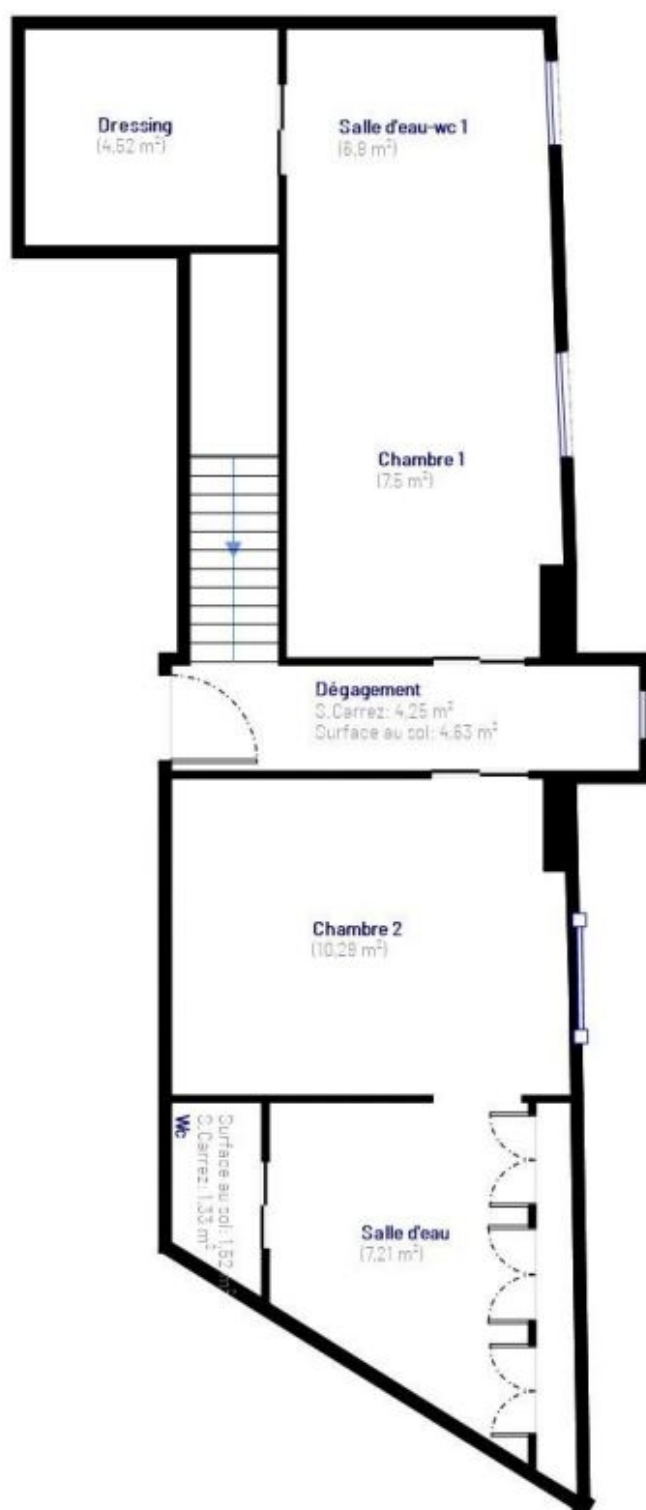 Dressing
(4,52 m²)
Salle d'eau-wc 1
(6,9 m²)
Chambre 1
(7,5 m²)
Dégagement
S.Carrez: 4,25 m²
Surface au sol: 4,63 m²
Chambre 2
(10,29 m²)
Wc
S.Carrez: 1,33 m²
Surface au sol: 1,52 m²
Salle d'eau
(7,21 m²)